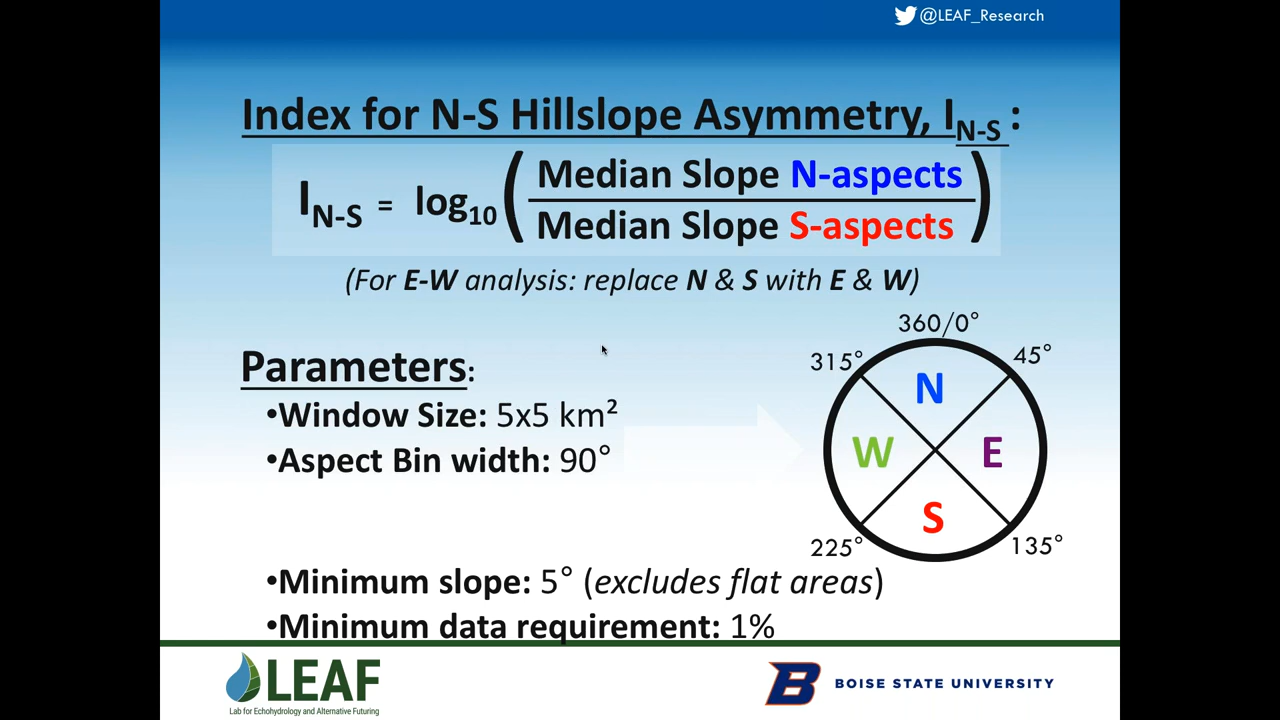 @LEAF_Research
Index for N-S Hillslope Asymmetry, I N-S :
I N-S = log10 ( Median Slope N-aspects
Median Slope S-aspects )
(For E-W analysis: replace N & S with E & W)
360/0°
315° 45°
N
W E
S
225° 135°
Parameters:
•Window Size: 5x5 km²
•Aspect Bin width: 90°
•Minimum slope: 5° (excludes flat areas)
•Minimum data requirement: 1%
LEAF
Lab for Echohydrology and Alternative Futuring
B BOISE STATE UNIVERSITY